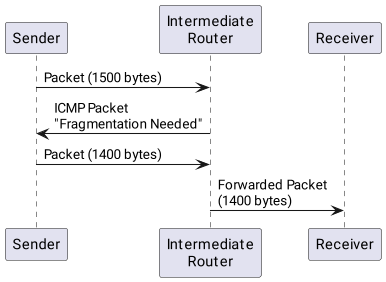 Sender
Intermediate
Router
Receiver
Packet (1500 bytes)
ICMP Packet
"Fragmentation Needed"
Packet (1400 bytes)
Forwarded Packet
(1400 bytes)
Sender
Intermediate
Router
Receiver